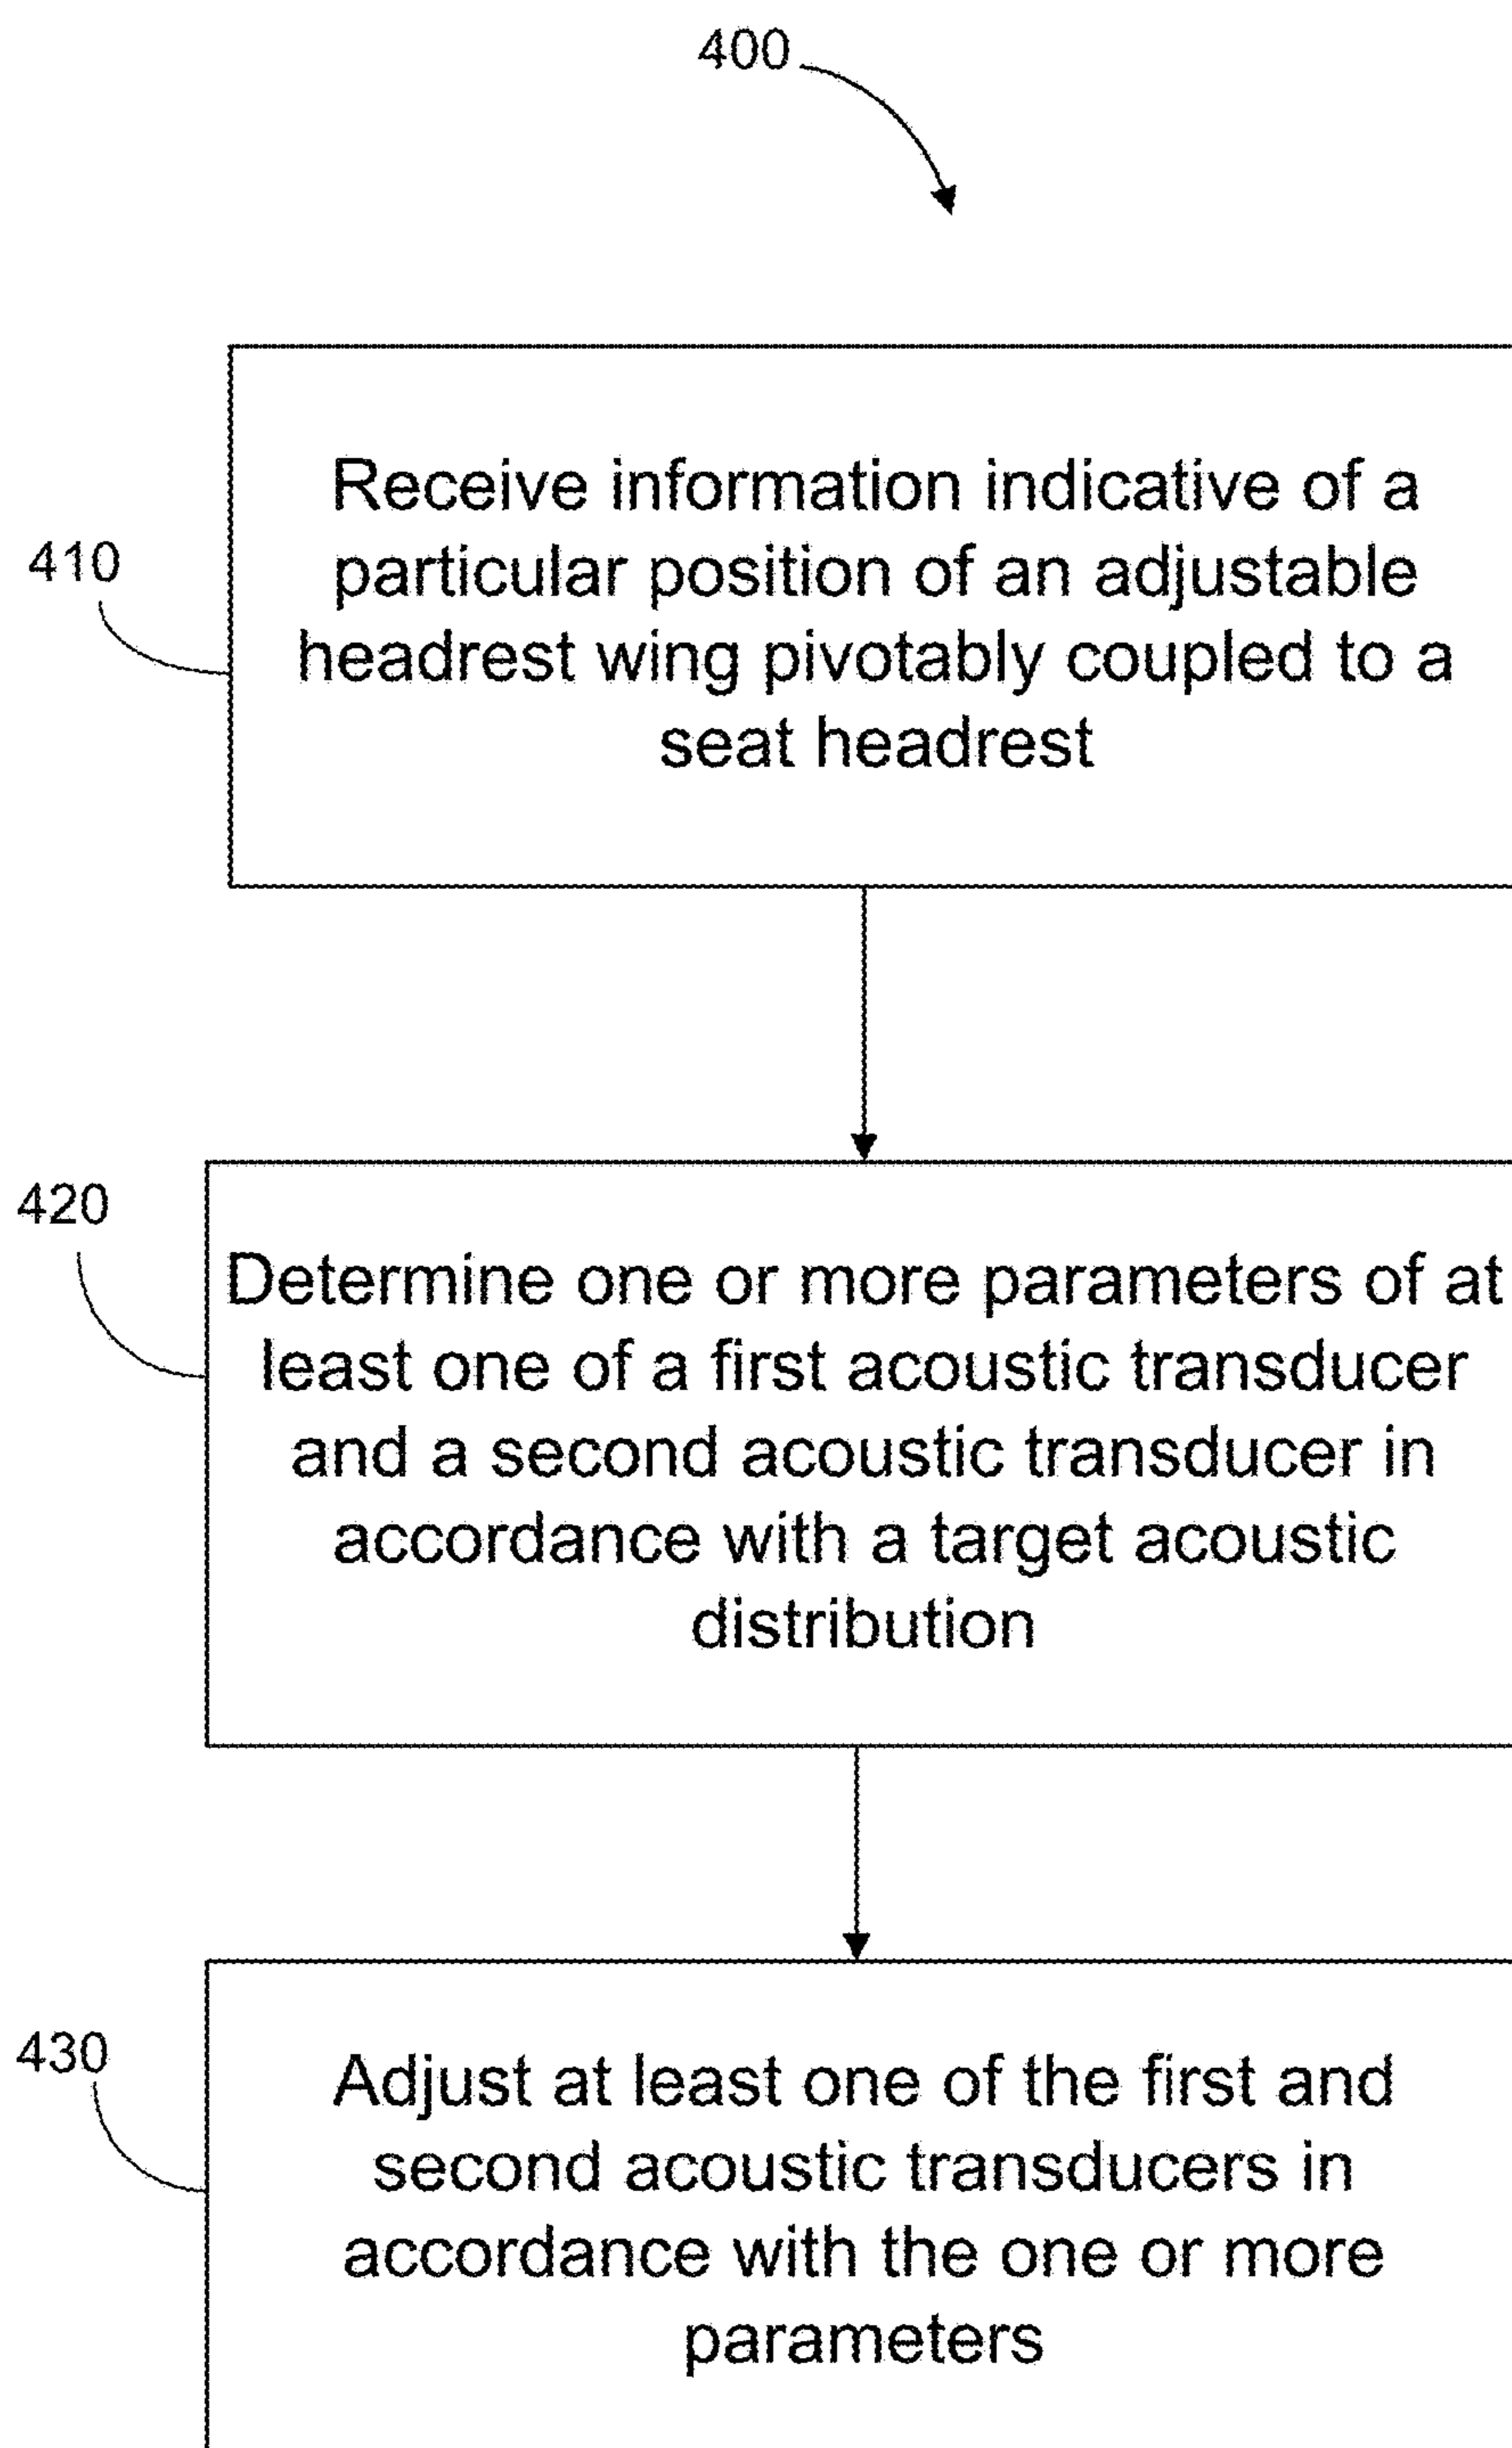 400
410
Receive information indicative of a
particular position of an adjustable
headrest wing pivotably coupled to a
seat headrest
420
Determine one or more parameters of at
least one of a first acoustic transducer
and a second acoustic transducer in
accordance with a target acoustic
distribution
430
Adjust at least one of the first and
second acoustic transducers in
accordance with the one or more
parameters